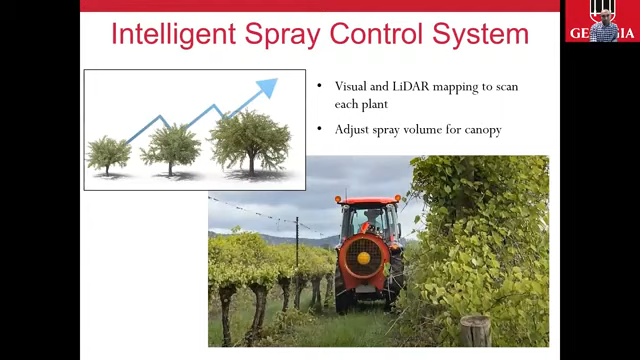 Intelligent Spray Control System
• Visual and LiDAR mapping to scan
each plant
• Adjust spray volume for canopy